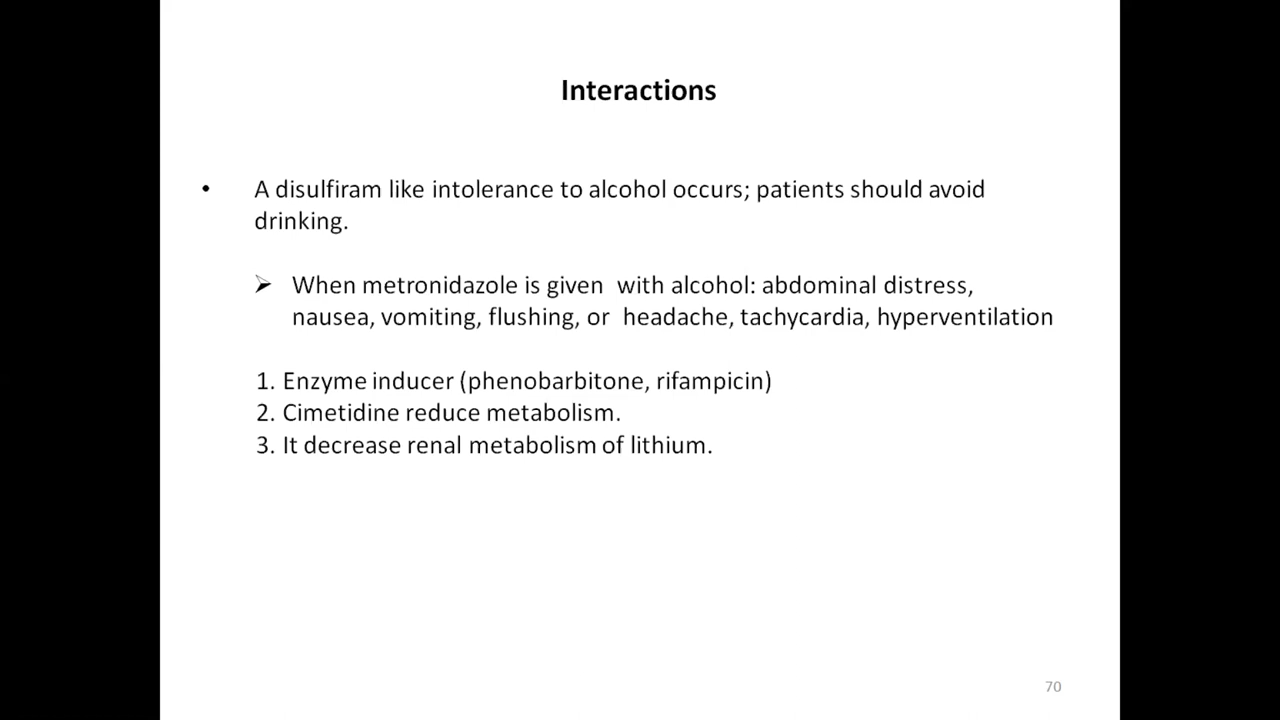 Interactions
• A disulfiram like intolerance to alcohol occurs; patients should avoid
drinking.
➢ When metronidazole is given  with alcohol: abdominal distress,
nausea, vomiting, flushing, or  headache, tachycardia, hyperventilation
1. Enzyme inducer (phenobarbitone, rifampicin)
2. Cimetidine reduce metabolism.
3. It decrease renal metabolism of lithium.
70